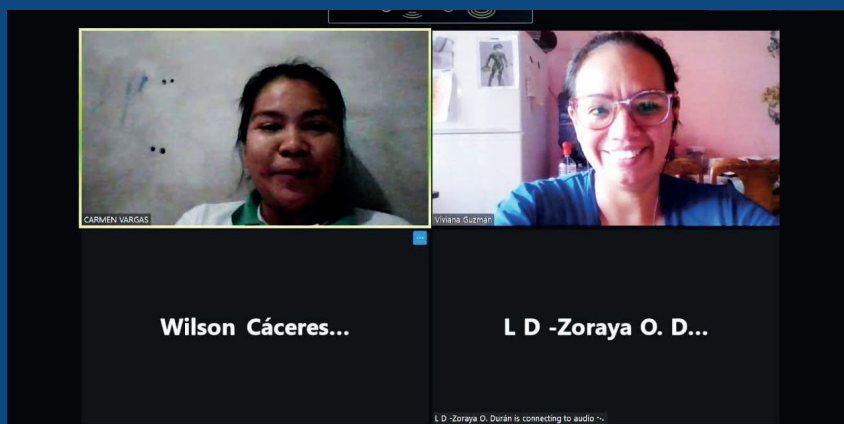 CARMEN VARGAS
Viviana Guzmán
Wilson Cáceres...
L D -Zoraya O. D...
L D -Zoraya O. Durán is connecting to audio